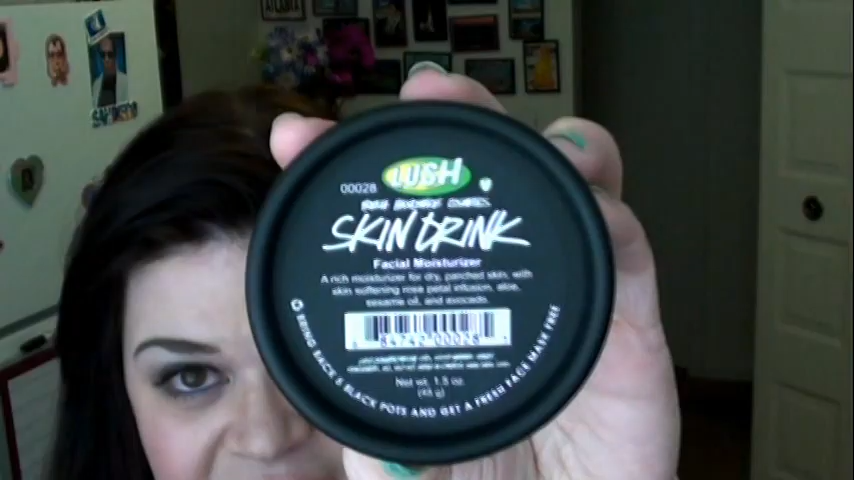 LUSH
00028
SKIN DRINK
Facial Moisturizer
A rich moisturizer for dry, parched skin, with
skin softening rose petal infusion, aloe,
sesame oil, and avocado.
Net wt. 1.5 oz.
(45 g)
BRING BACK 5 BLACK POTS AND GET A FRESH FACE MASK FREE